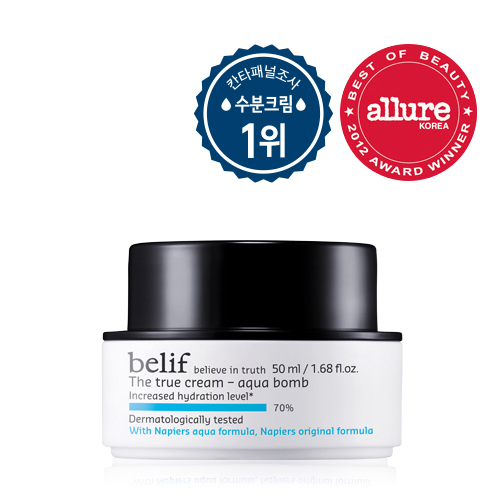 칸타패널조사
수분크림
1위
BEST OF BEAUTY
allure
KOREA
2012 AWARD WINNER
belif believe in truth 50 ml / 1.68 fl.oz.
The true cream – aqua bomb
Increased hydration level*
70%
Dermatologically tested
With Napiers aqua formula, Napiers original formula